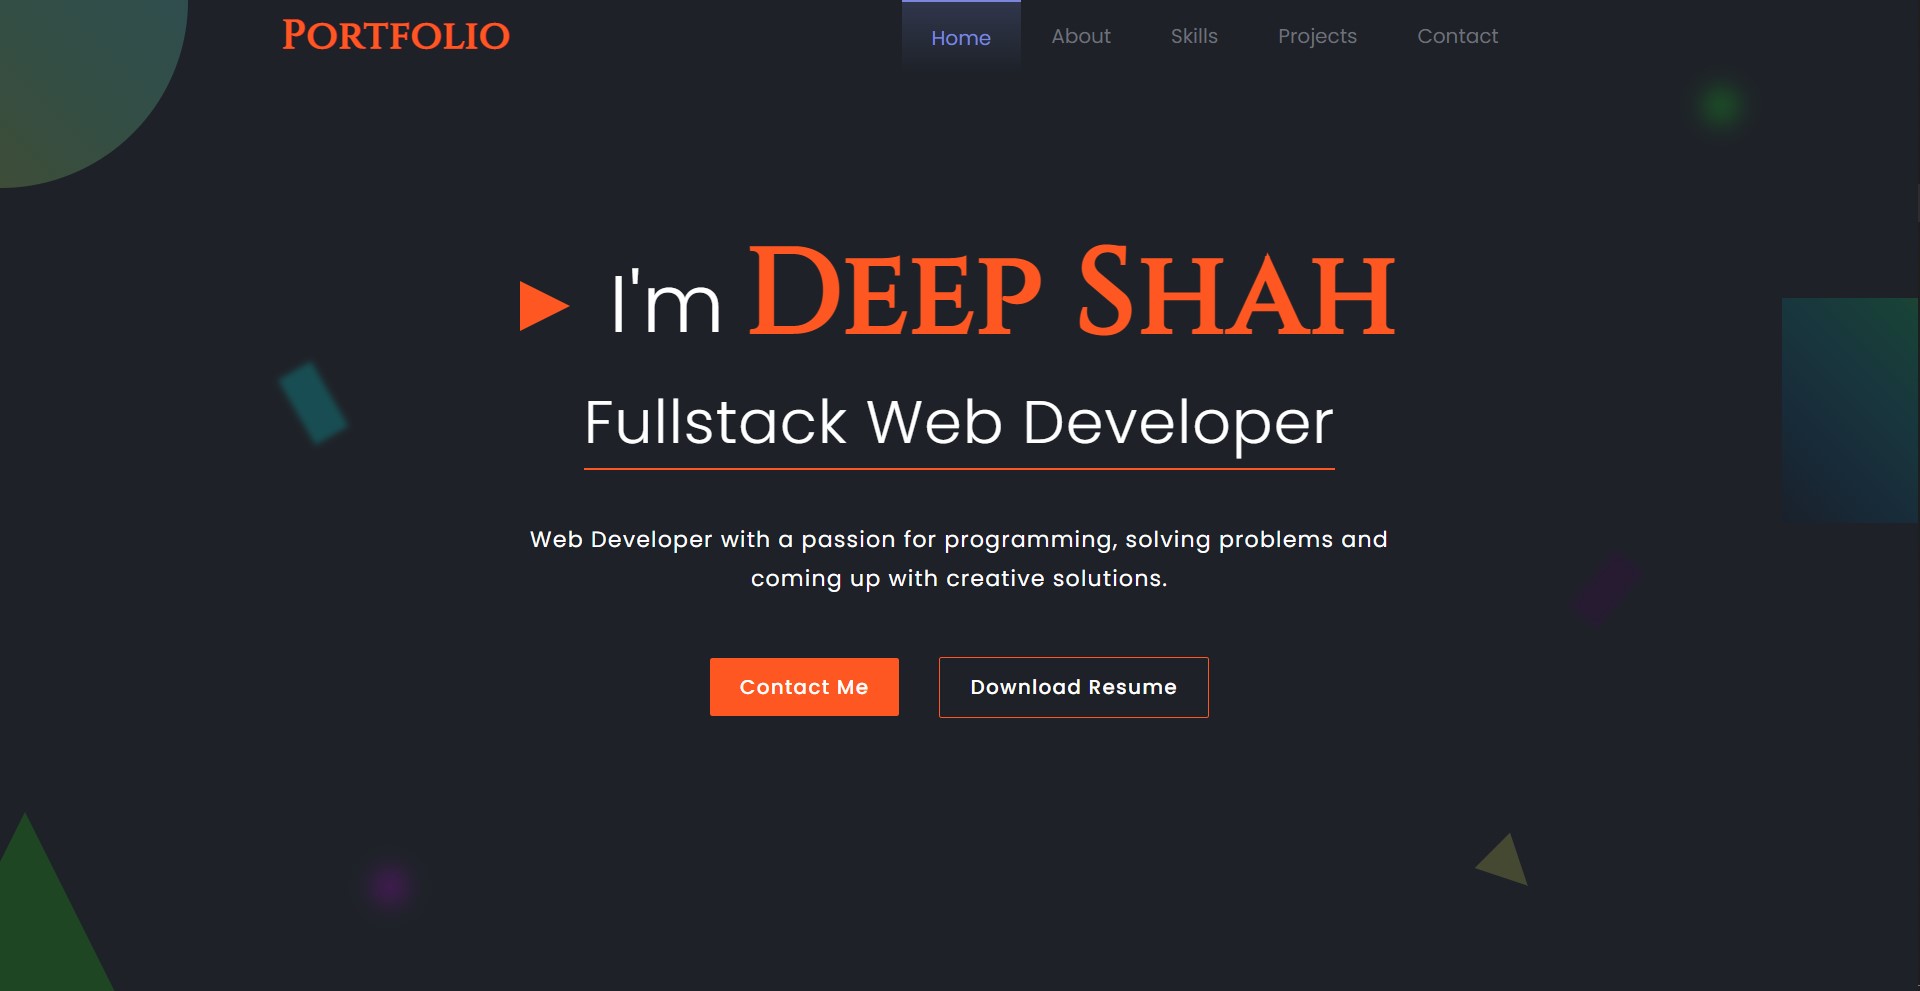 Portfolio
Home About Skills Projects Contact
I'm Deep Shah
Fullstack Web Developer
Web Developer with a passion for programming, solving problems and
coming up with creative solutions.
Contact Me Download Resume